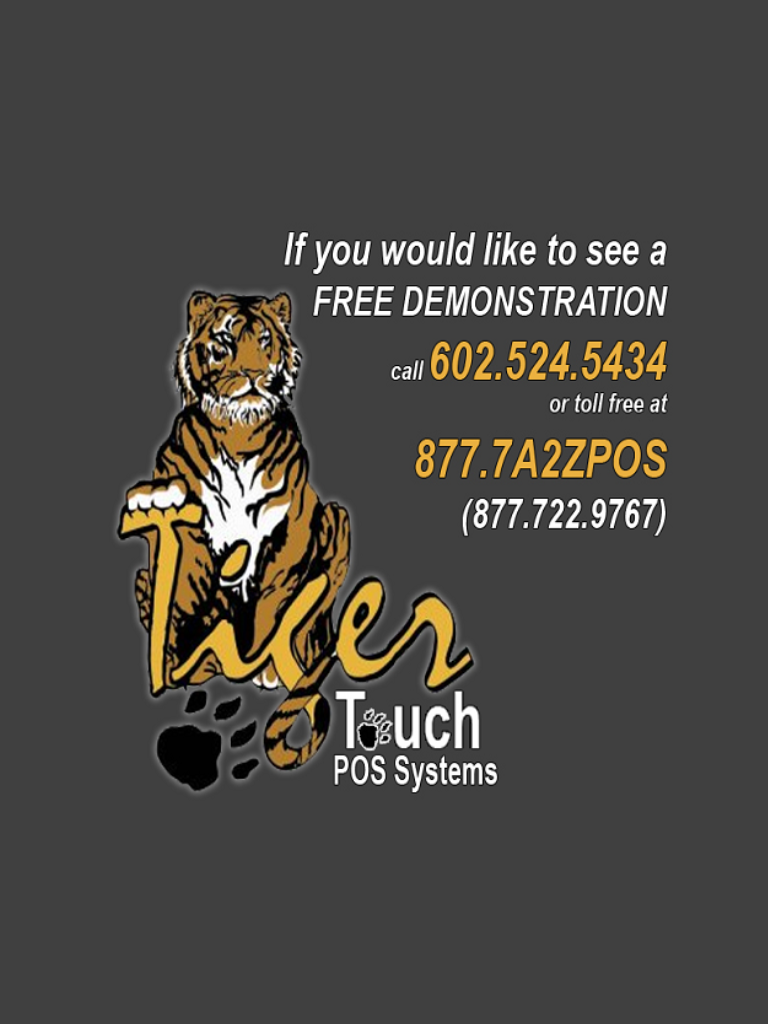 If you would like to see a
FREE DEMONSTRATION
call 602.524.5434
or toll free at
877.7A2ZPOS
(877.722.9767)
Tiger
Touch
POS Systems